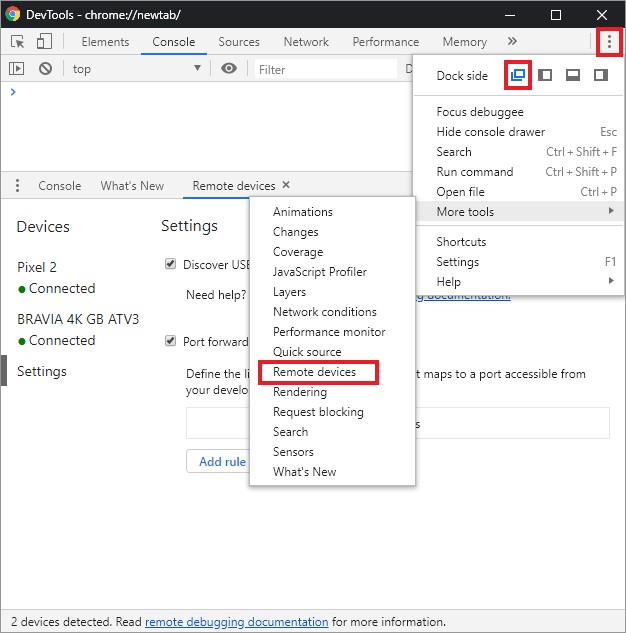 DevTools - chrome://newtab/
Elements Console Sources Network Performance Memory »
top Filter
Dock side
Focus debuggee
Hide console drawer Esc
Search Ctrl + Shift + F
Run command Ctrl + Shift + P
Open file Ctrl + P
More tools
Shortcuts
Settings F1
Help
Console What's New Remote devices ×
Devices
Pixel 2
Connected
BRAVIA 4K GB ATV3
Connected
Settings
Settings
Discover USB
Need help? documentation.
Port forward
Define the li t maps to a port accessible from
your develo
Add rule
Animations
Changes
Coverage
JavaScript Profiler
Layers
Network conditions
Performance monitor
Quick source
Remote devices
Rendering
Request blocking
Search
Sensors
What's New
2 devices detected. Read remote debugging documentation for more information.